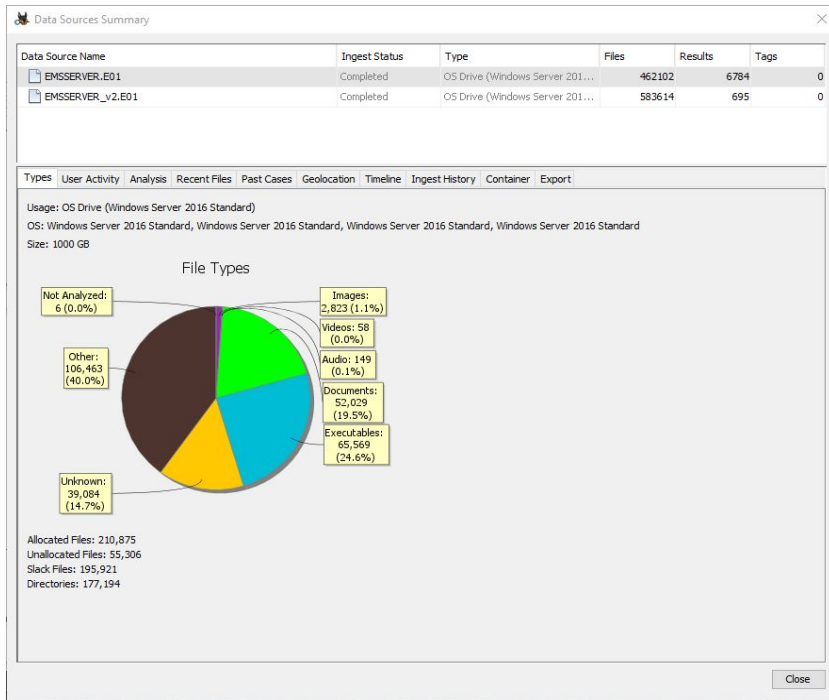 Data Sources Summary
Data Source Name Ingest Status Type Files Results Tags
EMSSERVER.E01 Completed OS Drive (Windows Server 201... 462102 6784 0
EMSSERVER_v2.E01 Completed OS Drive (Windows Server 201... 583614 695 0
Types User Activity Analysis Recent Files Past Cases Geolocation Timeline Ingest History Container Export
Usage: OS Drive (Windows Server 2016 Standard)
OS: Windows Server 2016 Standard, Windows Server 2016 Standard, Windows Server 2016 Standard, Windows Server 2016 Standard
Size: 1000 GB
File Types
Not Analyzed:
6 (0.0%)
Images:
2,823 (1.1%)
Videos: 58
(0.0%)
Audio: 149
(0.1%)
Other:
106,463
(40.0%)
Documents:
52,029
(19.5%)
Executables:
65,569
(24.6%)
Unknown:
39,084
(14.7%)
Allocated Files: 210,875
Unallocated Files: 55,306
Slack Files: 195,921
Directories: 177,194
Close